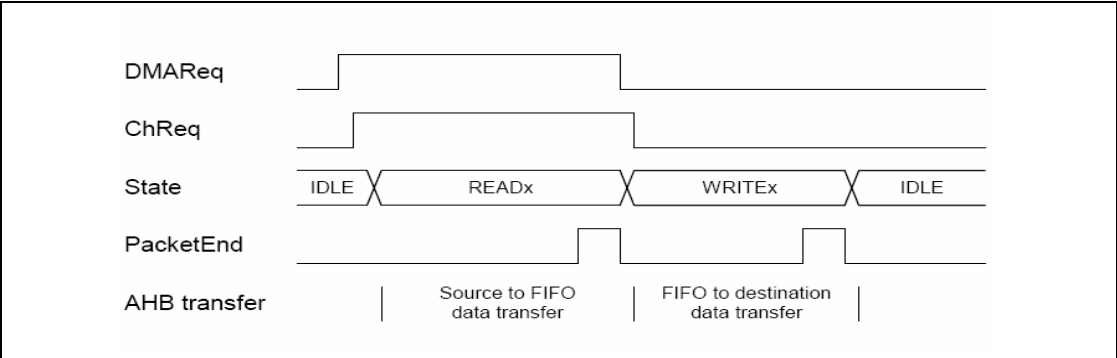 DMAReq
ChReq
State IDLE READx WRITEx IDLE
PacketEnd
AHB transfer Source to FIFO data transfer FIFO to destination data transfer